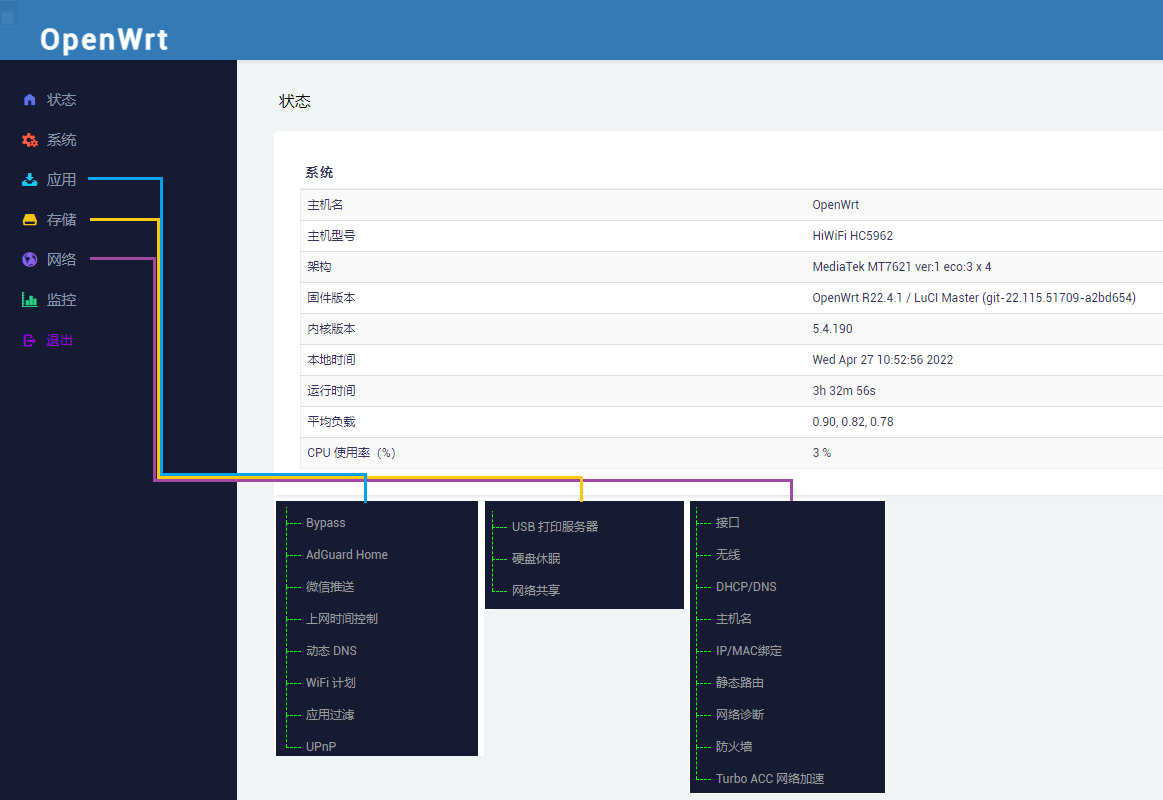 OpenWrt
状态
系统
应用
存储
网络
监控
退出
状态
系统
主机名 OpenWrt
主机型号 HiWiFi HC5962
架构 MediaTek MT7621 ver:1 eco:3 x 4
固件版本 OpenWrt R22.4.1 / LuCI Master (git-22.115.51709-a2bd654)
内核版本 5.4.190
本地时间 Wed Apr 27 10:52:56 2022
运行时间 3h 32m 56s
平均负载 0.90, 0.82, 0.78
CPU 使用率（%） 3 %
Bypass
AdGuard Home
微信推送
上网时间控制
动态 DNS
WiFi 计划
应用过滤
UPnP
USB 打印服务器
硬盘休眠
网络共享
接口
无线
DHCP/DNS
主机名
IP/MAC绑定
静态路由
网络诊断
防火墙
Turbo ACC 网络加速